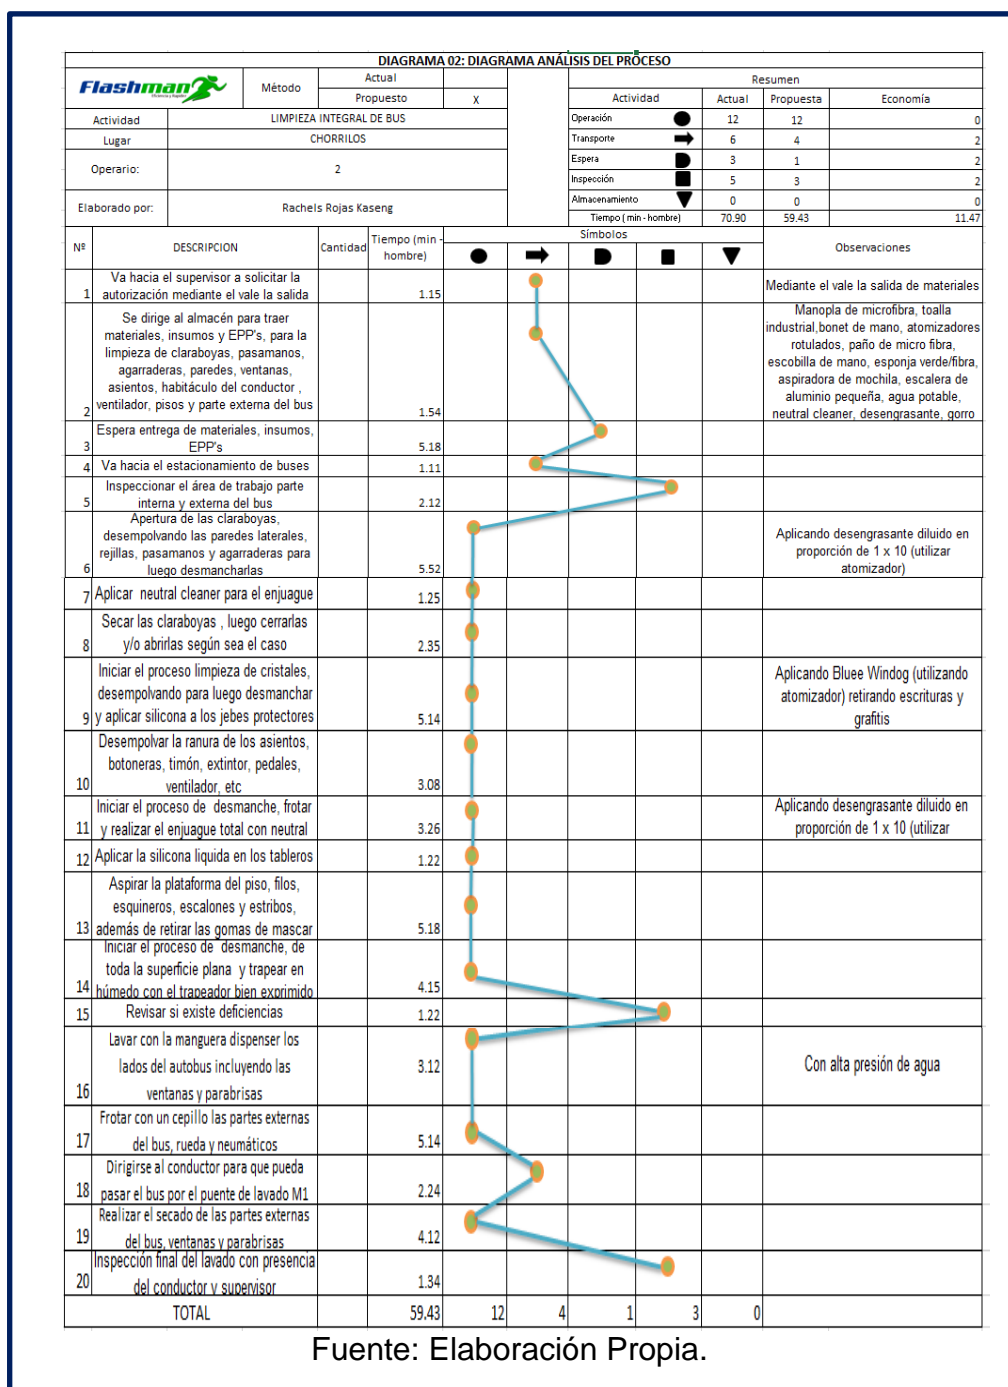 DIAGRAMA 02: DIAGRAMA ANÁLISIS DEL PROCESO
Flashman
Método
Actual
Propuesto X
Resumen
Actividad Actual Propuesta Economía
Actividad LIMPIEZA INTEGRAL DE BUS
Operación 12 12 0
Lugar CHORRILOS
Transporte 6 4 2
Operario: 2
Espera 3 1 2
Inspección 5 3 2
Elaborado por: Rachels Rojas Kaseng
Almacenamiento 0 0 0
Tiempo ( min - hombre) 70.90 59.43 11.47
Nº DESCRIPCION Cantidad Tiempo (min -
hombre)
Símbolos
Observaciones
Va hacia el supervisor a solicitar la
1 autorización mediante el vale la salida 1.15
Mediante el vale la salida de materiales
Se dirige al almacén para traer
materiales, insumos y EPP's, para la
limpieza de claraboyas, pasamanos,
agarraderas, paredes, ventanas,
asientos, habitáculo del conductor ,
2 ventilador, pisos y parte externa del bus 1.54
Manopla de microfibra, toalla
industrial,bonet de mano, atomizadores
rotulados, paño de micro fibra,
escobilla de mano, esponja verde/fibra,
aspiradora de mochila, escalera de
aluminio pequeña, agua potable,
neutral cleaner, desengrasante, gorro
Espera entrega de materiales, insumos,
3 EPP's 5.18
4 Va hacia el estacionamiento de buses 1.11
Inspeccionar el área de trabajo parte
5 interna y externa del bus 2.12
Apertura de las claraboyas,
desempolvando las paredes laterales,
rejillas, pasamanos y agarraderas para
6 luego desmancharlas 5.52
Aplicando desengrasante diluido en
proporción de 1 x 10 (utilizar
atomizador)
7 Aplicar neutral cleaner para el enjuague 1.25
Secar las claraboyas , luego cerrarlas
8 y/o abrirlas según sea el caso 2.35
Iniciar el proceso limpieza de cristales,
desempolvando para luego desmanchar
9 y aplicar silicona a los jebes protectores 5.14
Aplicando Bluee Windog (utilizando
atomizador) retirando escrituras y
grafitis
Desempolvar la ranura de los asientos,
botoneras, timón, extintor, pedales,
10 ventilador, etc 3.08
Iniciar el proceso de desmanche, frotar
11 y realizar el enjuague total con neutral 3.26
Aplicando desengrasante diluido en
proporción de 1 x 10 (utilizar
12 Aplicar la silicona liquida en los tableros 1.22
Aspirar la plataforma del piso, filos,
esquineros, escalones y estribos,
13 además de retirar las gomas de mascar 5.18
Iniciar el proceso de desmanche, de
toda la superficie plana y trapear en
14 húmedo con el trapeador bien exprimido 4.15
15 Revisar si existe deficiencias 1.22
Lavar con la manguera dispenser los
lados del autobus incluyendo las 3.12
16 ventanas y parabrisas
Con alta presión de agua
Frotar con un cepillo las partes externas
17 del bus, rueda y neumáticos 5.14
Dirigirse al conductor para que pueda
18 pasar el bus por el puente de lavado M1 2.24
Realizar el secado de las partes externas
19 del bus, ventanas y parabrisas 4.12
Inspección final del lavado con presencia
20 del conductor y supervisor 1.34
TOTAL 59.43 12 4 1 3 0
Fuente: Elaboración Propia.